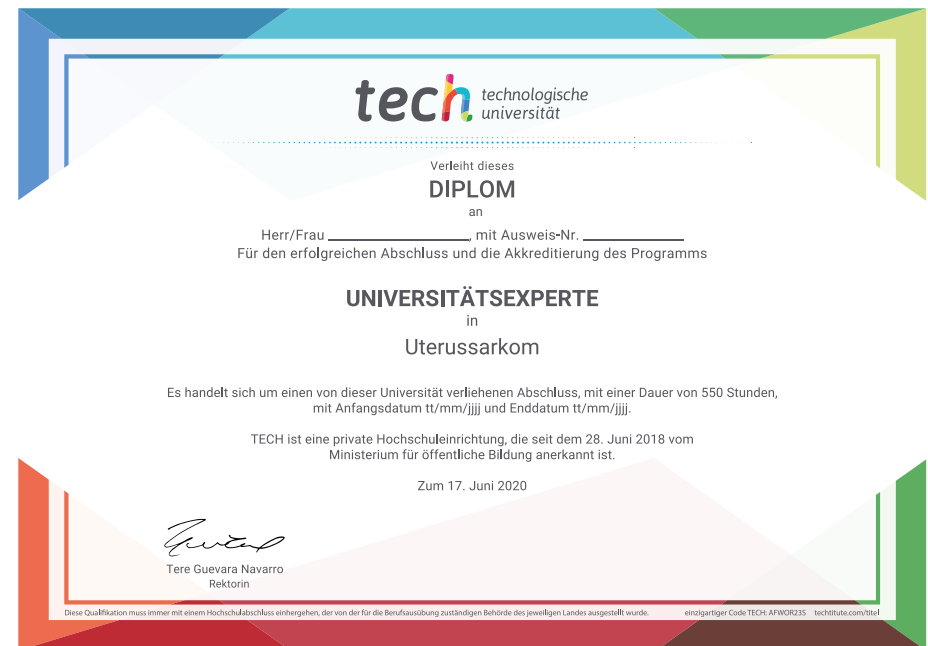 tech technologische
universität
Verleiht dieses
DIPLOM
an
Herr/Frau ____________________, mit Ausweis-Nr. ______________
Für den erfolgreichen Abschluss und die Akkreditierung des Programms
UNIVERSITÄTSEXPERTE
in
Uterussarkom
Es handelt sich um einen von dieser Universität verliehenen Abschluss, mit einer Dauer von 550 Stunden,
mit Anfangsdatum tt/mm/jjjj und Enddatum tt/mm/jjjj.
TECH ist eine private Hochschuleinrichtung, die seit dem 28. Juni 2018 vom
Ministerium für öffentliche Bildung anerkannt ist.
Zum 17. Juni 2020
Tere Guevara Navarro
Rektorin
Diese Qualifikation muss immer mit einem Hochschulabschluss einhergehen, der von der für die Berufsausübung zuständigen Behörde des jeweiligen Landes ausgestellt wurde. einzigartiger Code TECH: AFWOR23S techtitute.com/titel